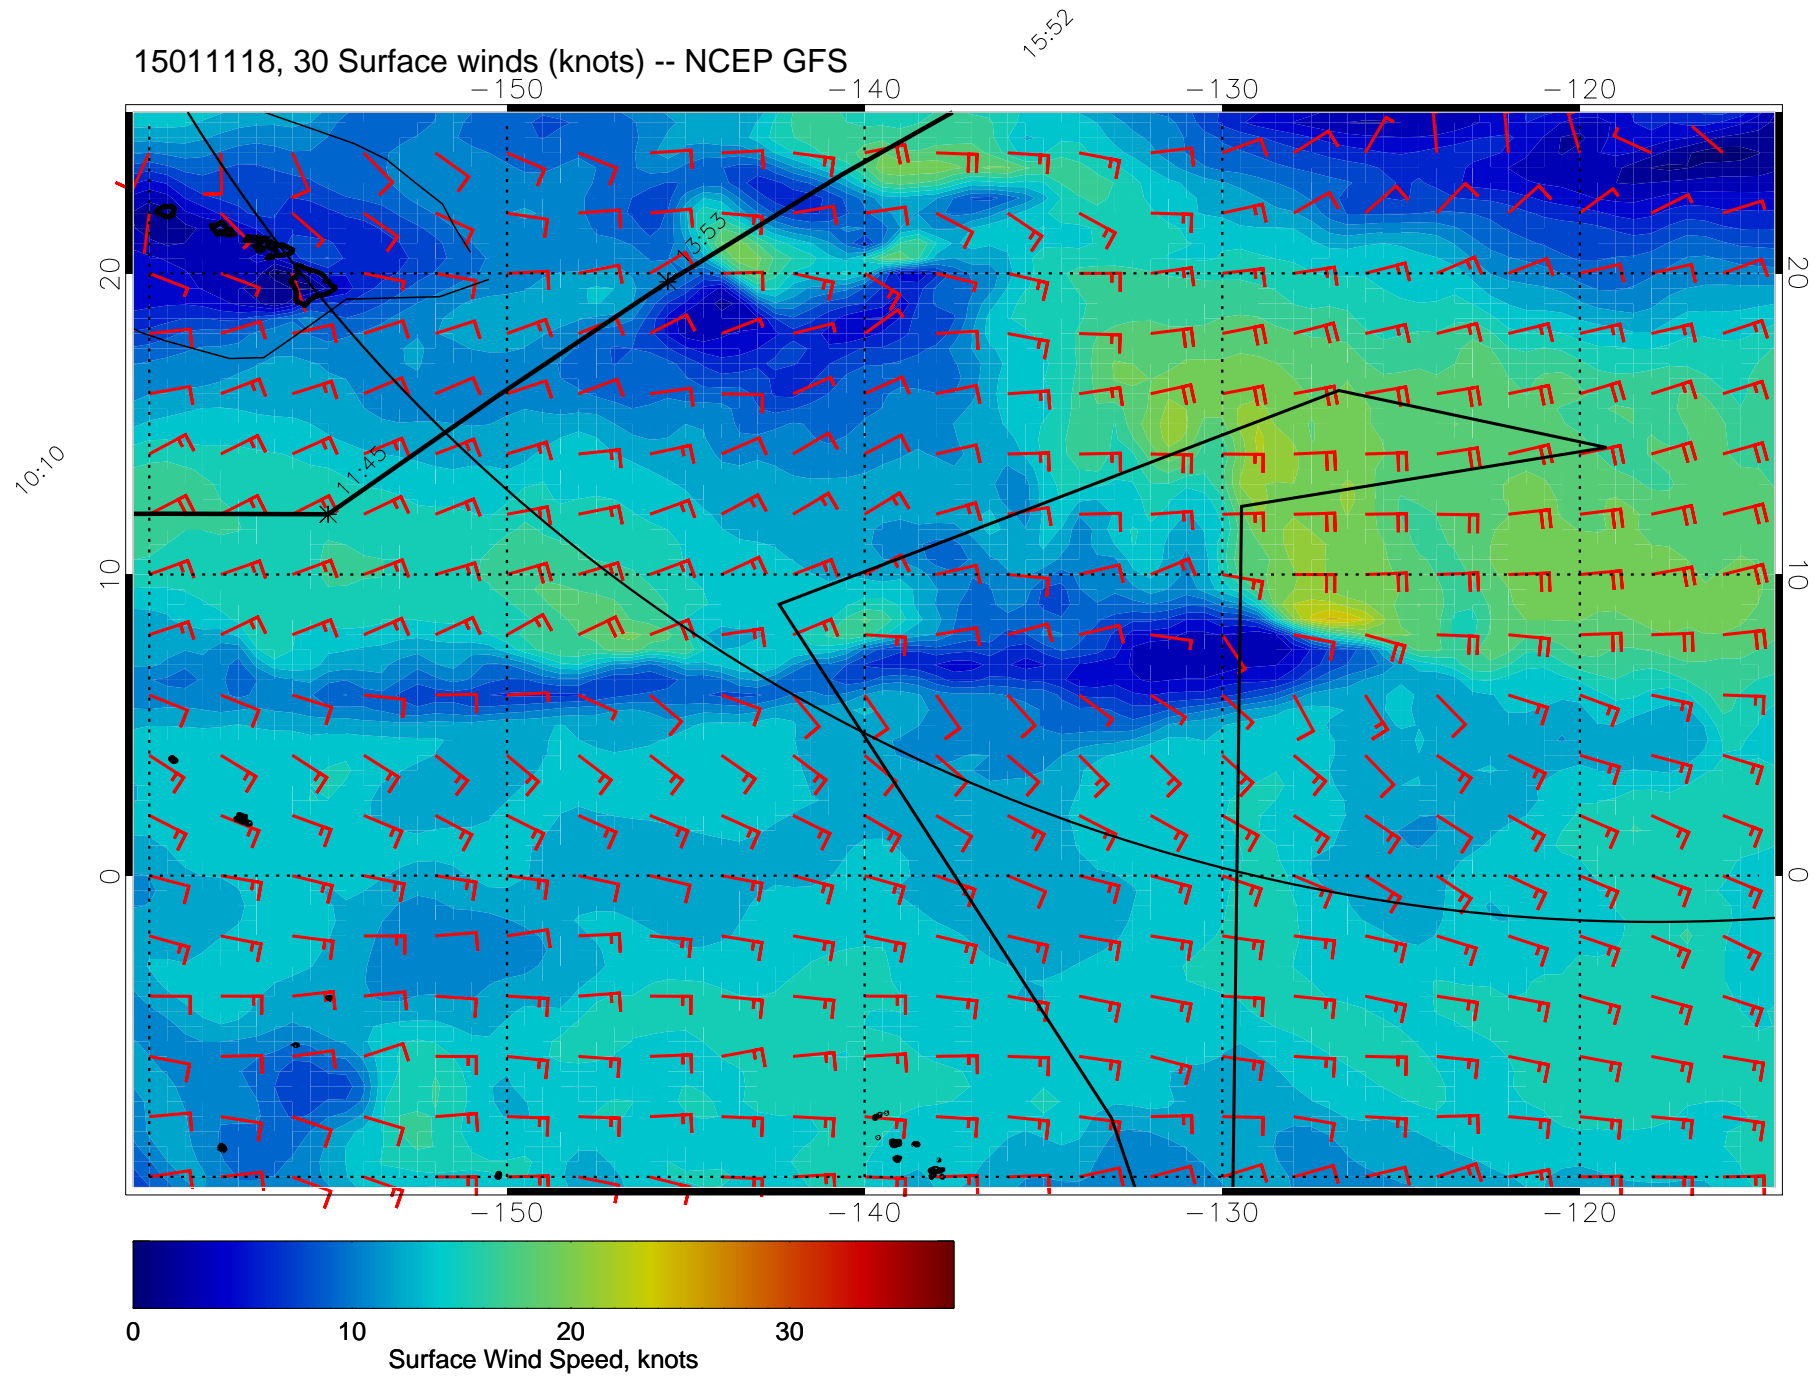 15:52
15011118, 30 Surface winds (knots) -- NCEP GFS
-150 -140 -130 -120
13:53
20 20
11:45
10:10
10 10
0 0
-150 -140 -130 -120
0 10 20 30
Surface Wind Speed, knots